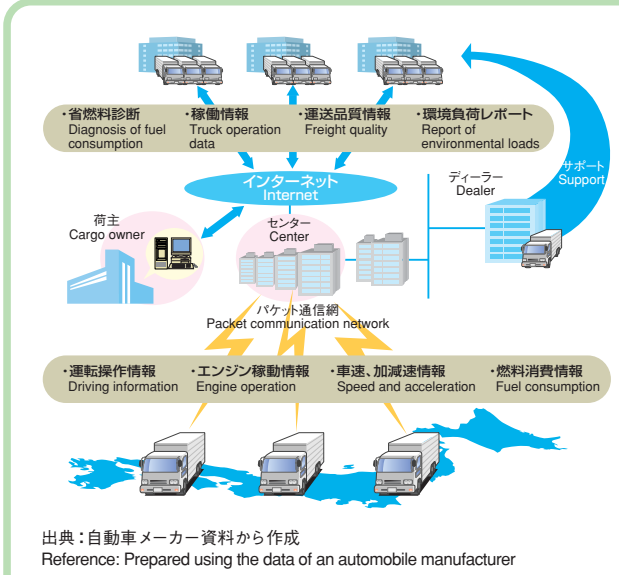 ・省燃料診断
Diagnosis of fuel
consumption
・稼働情報
Truck operation
data
・運送品質情報
Freight quality
・環境負荷レポート
Report of
environmental loads
インターネット
Internet
ディーラー
Dealer
サポート
Support
荷主
Cargo owner
センター
Center
パケット通信網
Packet communication network
・運転操作情報
Driving information
・エンジン稼動情報
Engine operation
・車速、加減速情報
Speed and acceleration
・燃料消費情報
Fuel consumption
出典：自動車メーカー資料から作成
Reference: Prepared using the data of an automobile manufacturer